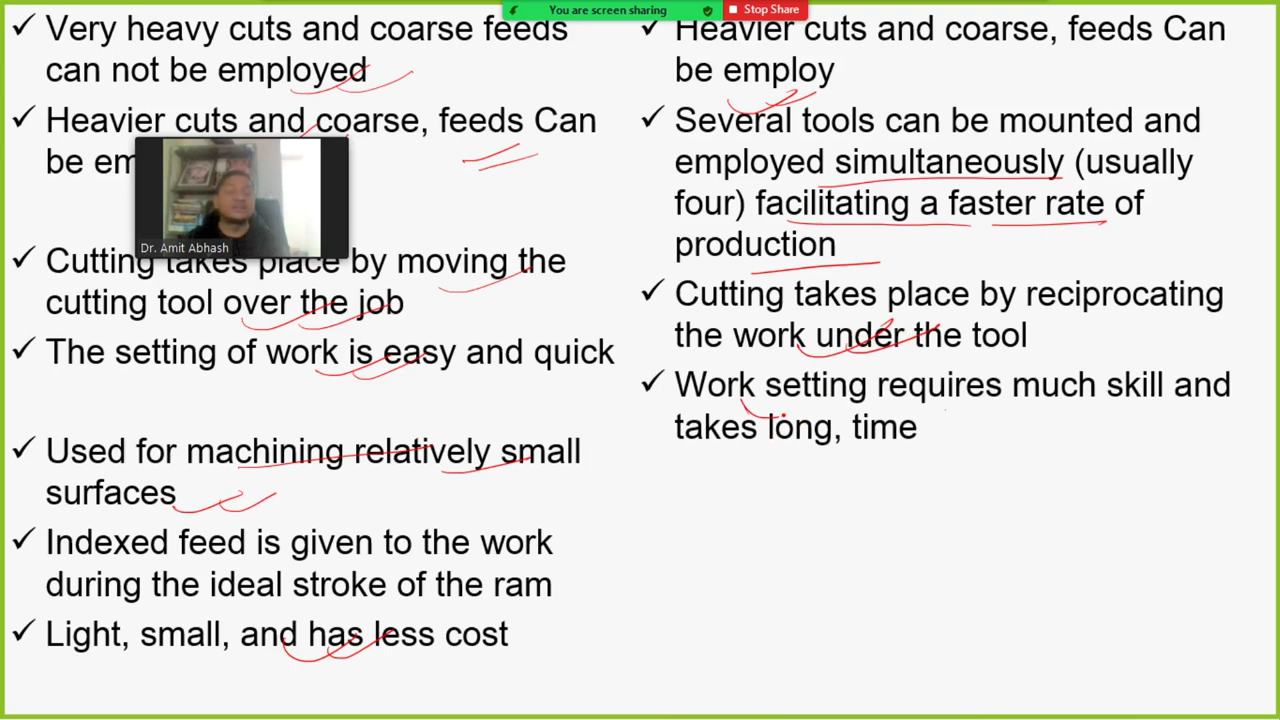 You are screen sharing
Stop Share
✓ Very heavy cuts and coarse feeds
can not be employed
✓ Heavier cuts and coarse, feeds Can
be em
Dr. Amit Abhash
✓ Cutting takes place by moving the
cutting tool over the job
✓ The setting of work is easy and quick
✓ Used for machining relatively small
surfaces
✓ Indexed feed is given to the work
during the ideal stroke of the ram
✓ Light, small, and has less cost
✓ Heavier cuts and coarse, feeds Can
be employ
✓ Several tools can be mounted and
employed simultaneously (usually
four) facilitating a faster rate of
production
✓ Cutting takes place by reciprocating
the work under the tool
✓ Work setting requires much skill and
takes long, time